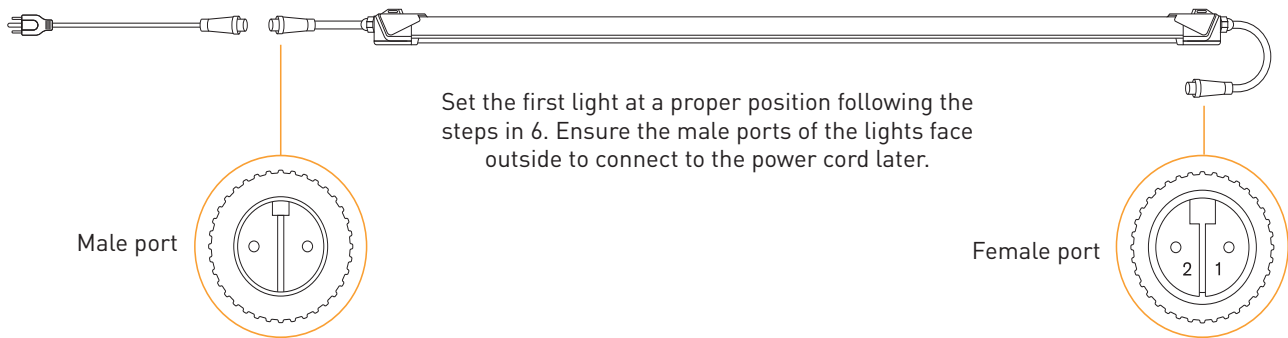 Set the first light at a proper position following the
steps in 6. Ensure the male ports of the lights face
outside to connect to the power cord later.
Male port
Female port
2 1